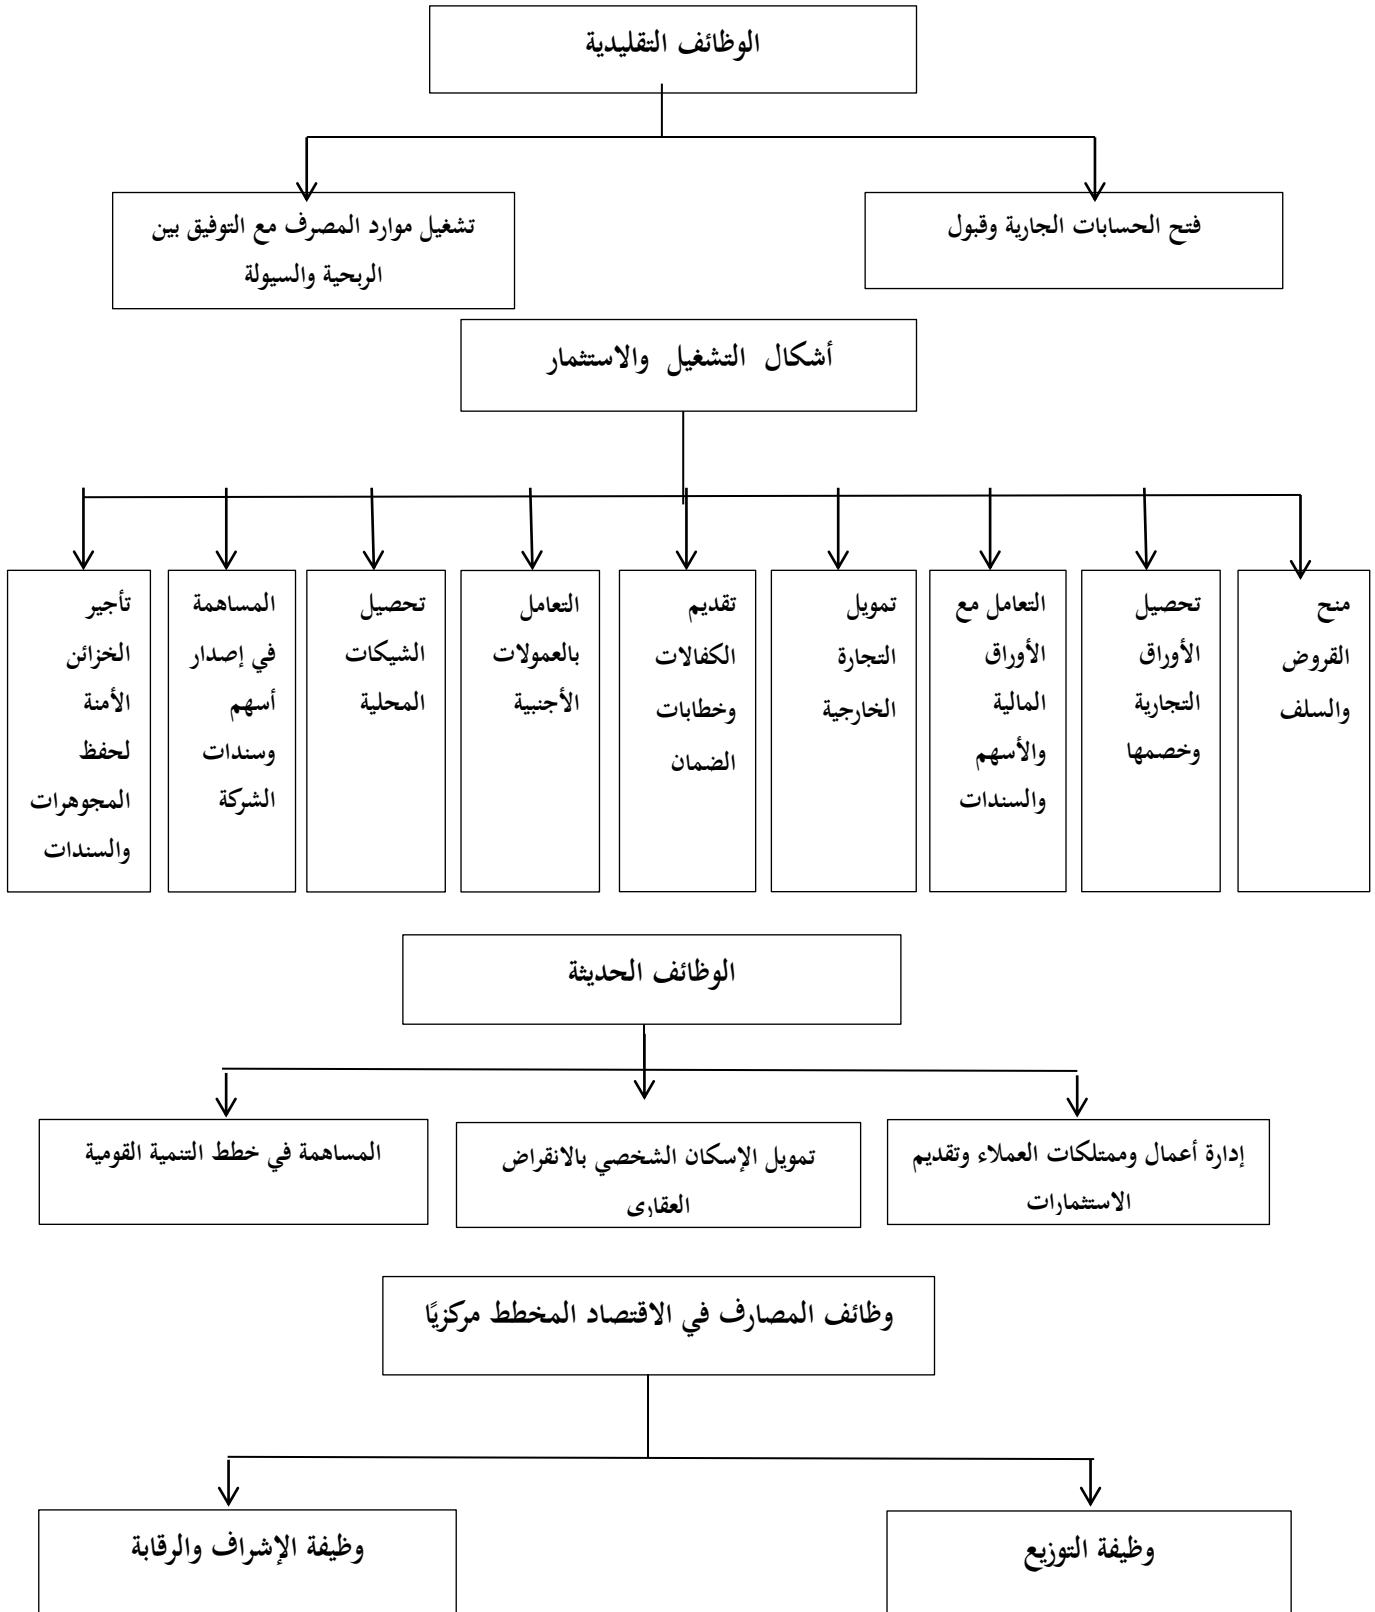 الوظائف التقليدية
فتح الحسابات الجارية وقبول
تشغيل موارد المصرف مع التوفيق بين
الربحية والسيولة
أشكال التشغيل والاستثمار
منح
القروض
والسلف
تحصيل
الأوراق
التجارية
وخصمها
التعامل مع
الأوراق
المالية
والأسهم
والسندات
تمويل
التجارة
الخارجية
تقديم
الكفالات
وخطابات
الضمان
التعامل
بالعمولات
الأجنبية
تحصيل
الشيكات
المحلية
المساهمة
في إصدار
أسهم
وسندات
الشركة
تأجير
الخزائن
الأمنة
لحفظ
المجوهرات
والسندات
الوظائف الحديثة
إدارة أعمال وممتلكات العملاء وتقديم
الاستثمارات
تمويل الإسكان الشخصي بالانقراض
العقارى
المساهمة في خطط التنمية القومية
وظائف المصارف في الاقتصاد المخطط مركزيًا
وظيفة التوزيع
وظيفة الإشراف والرقابة